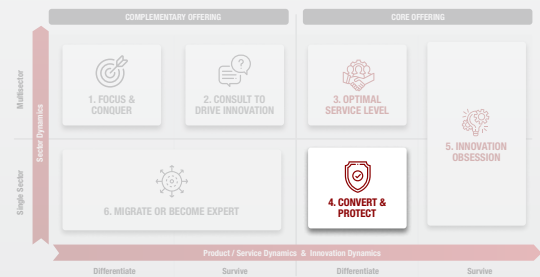 COMPLEMENTARY OFFERING
CORE OFFERING
Multisector
Sector Dynamics
Single Sector
1. FOCUS &
CONQUER
2. CONSULT TO
DRIVE INNOVATION
3. OPTIMAL
SERVICE LEVEL
5. INNOVATION
OBSESSION
4. CONVERT &
PROTECT
6. MIGRATE OR BECOME EXPERT
Product / Service Dynamics & Innovation Dynamics
Differentiate
Survive
Differentiate
Survive